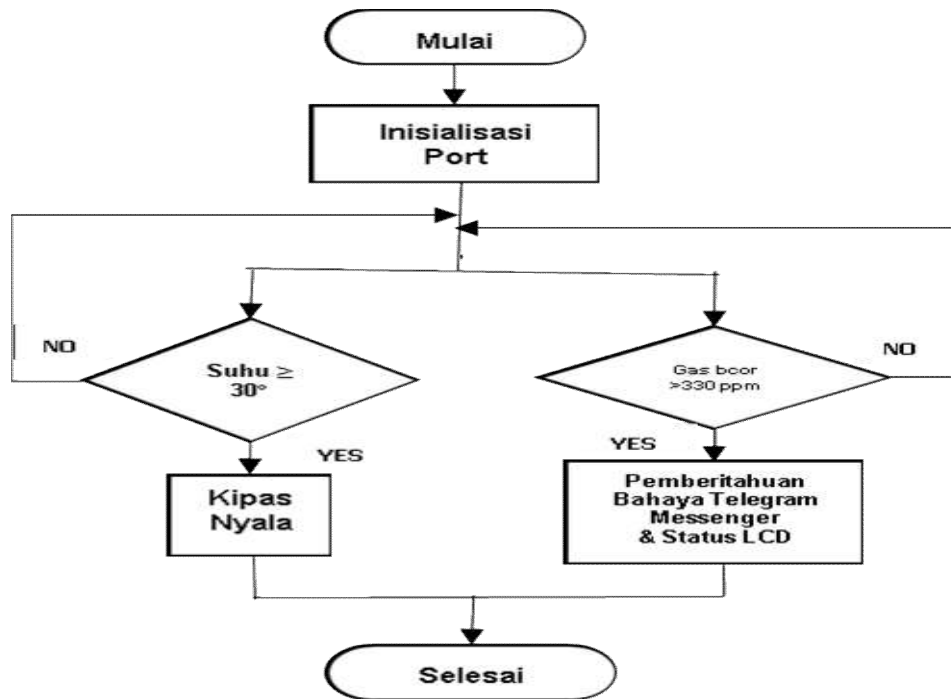 Mulai
Inisialisasi
Port
NO
Suhu ≥
30°
YES
Kipas
Nyala
NO
Gas bcor
>330 ppm
YES
Pemberitahuan
Bahaya Telegram
Messenger
& Status LCD
Selesai